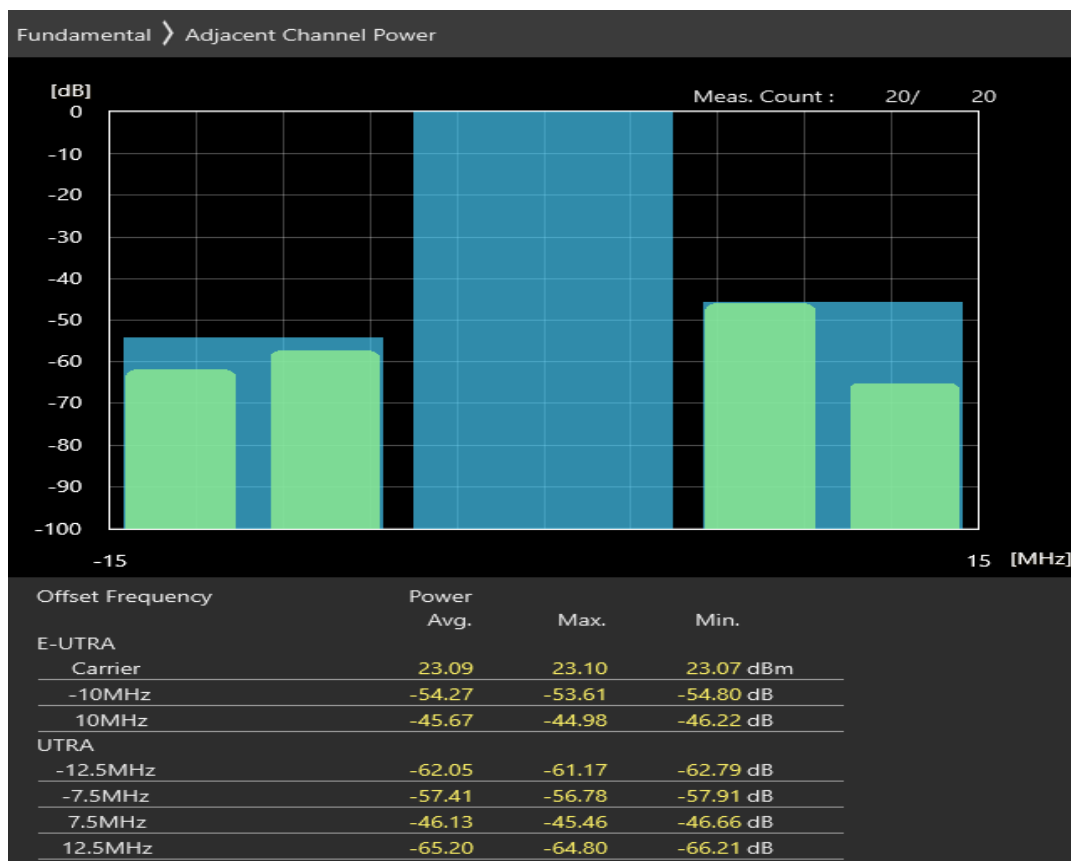 Fundamental ❯ Adjacent Channel Power
[dB]
Meas. Count : 20/ 20
0
-10
-20
-30
-40
-50
-60
-70
-80
-90
-100
-15 15 [MHz]
Offset Frequency Power
Avg. Max. Min.
E-UTRA
Carrier 23.09 23.10 23.07 dBm
-10MHz -54.27 -53.61 -54.80 dB
10MHz -45.67 -44.98 -46.22 dB
UTRA
-12.5MHz -62.05 -61.17 -62.79 dB
-7.5MHz -57.41 -56.78 -57.91 dB
7.5MHz -46.13 -45.46 -46.66 dB
12.5MHz -65.20 -64.80 -66.21 dB